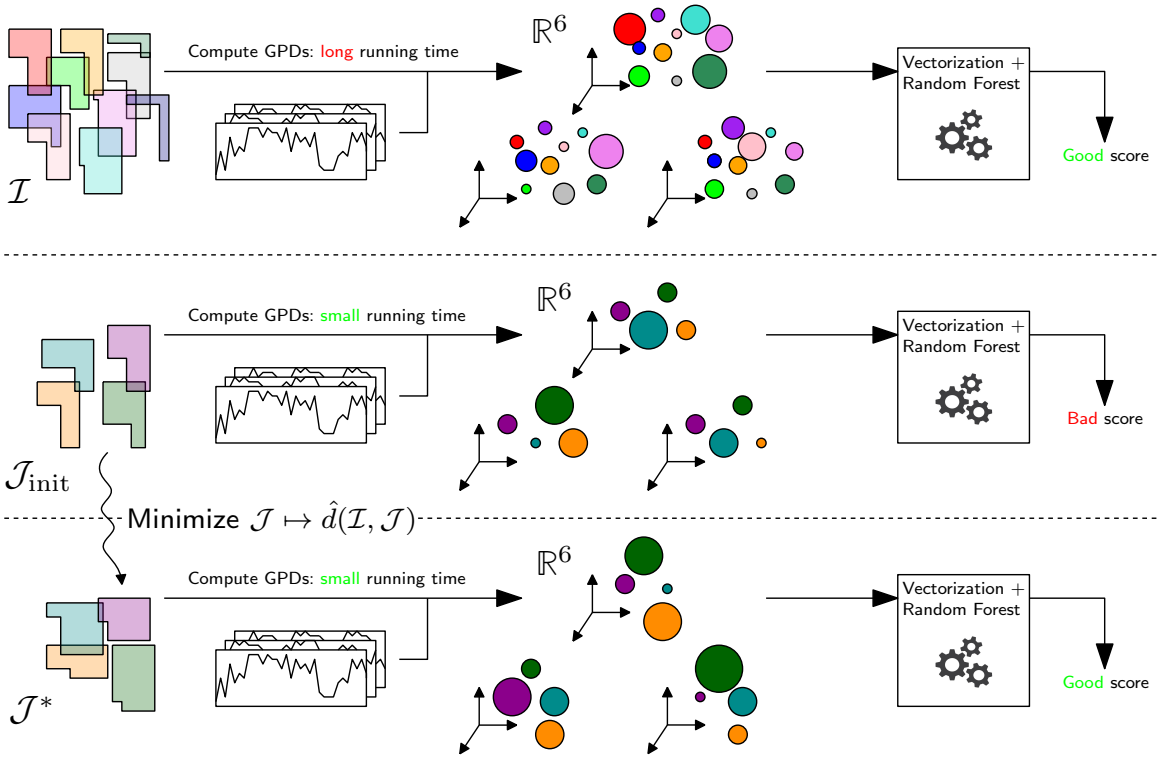 Compute GPDs: long running time
ℝ⁶
Vectorization +
Random Forest
Good score
ℐ
Compute GPDs: small running time
ℝ⁶
Vectorization +
Random Forest
Bad score
𝒥init
Minimize 𝒥 ↦ d̂(ℐ, 𝒥)
Compute GPDs: small running time
ℝ⁶
Vectorization +
Random Forest
Good score
𝒥*